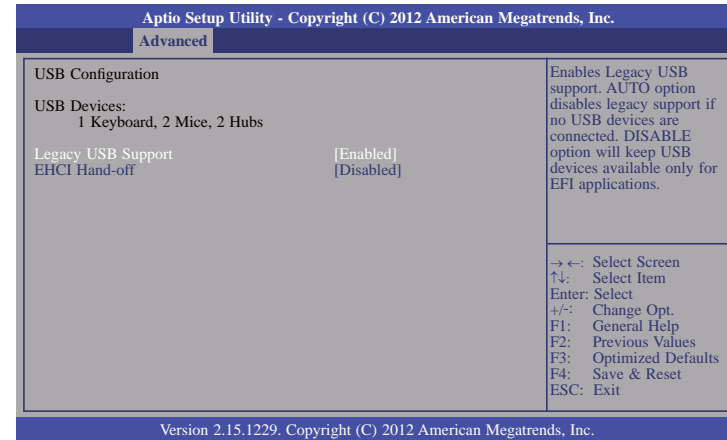 Aptio Setup Utility - Copyright (C) 2012 American Megatrends, Inc.
Advanced
USB Configuration
USB Devices:
1 Keyboard, 2 Mice, 2 Hubs
Legacy USB Support [Enabled]
EHCI Hand-off [Disabled]
Enables Legacy USB
support. AUTO option
disables legacy support if
no USB devices are
connected. DISABLE
option will keep USB
devices available only for
EFI applications.
→←: Select Screen
↑↓: Select Item
Enter: Select
+/-: Change Opt.
F1: General Help
F2: Previous Values
F3: Optimized Defaults
F4: Save & Reset
ESC: Exit
Version 2.15.1229. Copyright (C) 2012 American Megatrends, Inc.